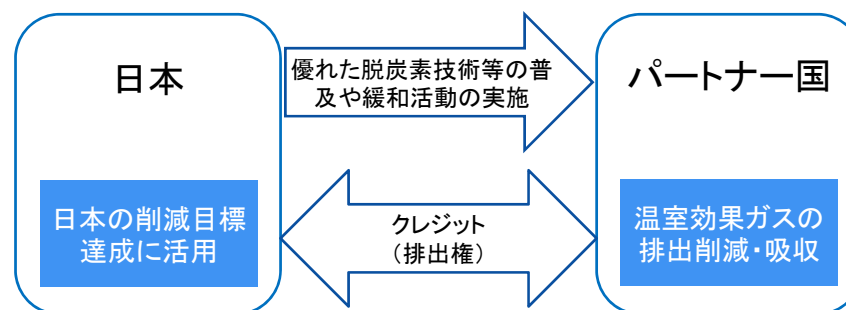 日本
優れた脱炭素技術等の普
及や緩和活動の実施
パートナー国
日本の削減目標
達成に活用
クレジット
（排出権）
温室効果ガスの
排出削減・吸収